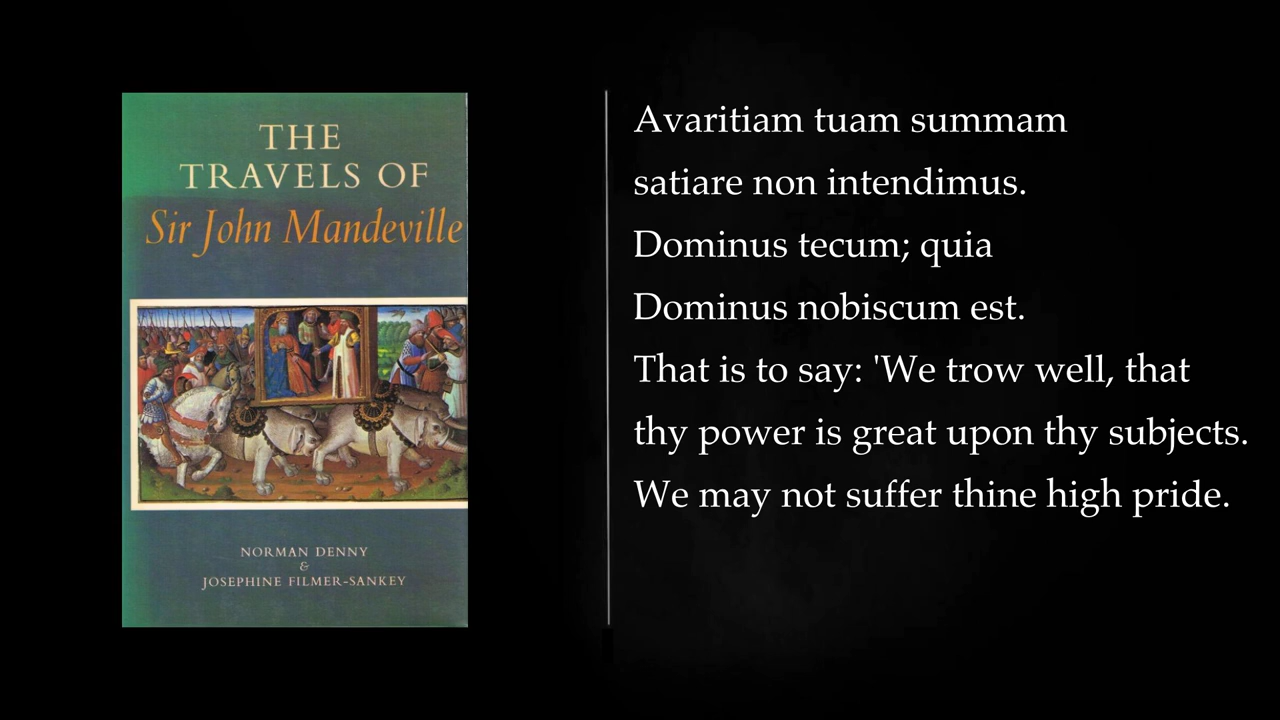 THE
TRAVELS OF
Sir John Mandeville
NORMAN DENNY
&
JOSEPHINE FILMER-SANKEY
Avaritiam tuam summam
satiare non intendimus.
Dominus tecum; quia
Dominus nobiscum est.
That is to say: 'We trow well, that
thy power is great upon thy subjects.
We may not suffer thine high pride.